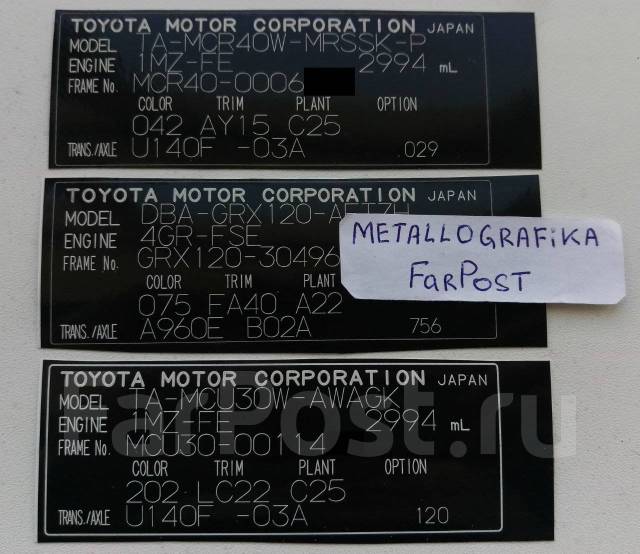 TOYOTA MOTOR CORPORATION JAPAN
MODEL TA-MCR40W-MRSSK-P
ENGINE 1MZ-FE 2994 mL
FRAME No. MCR40-0006
COLOR TRIM PLANT OPTION
042 AY15 C25
TRANS./AXLE U140F -03A 029
TOYOTA MOTOR CORPORATION JAPAN
MODEL DBA-GRX120-AETZH
ENGINE 4GR-FSE
FRAME No. GRX120-30496
COLOR TRIM
075 FA40 A22
TRANS./AXLE A960E B02A 756
METALLOGRAFiKA
FARPOST
TOYOTA MOTOR CORPORATION JAPAN
MODEL TA-MCU30W-AWAGK
ENGINE 1MZ-FE 2994 mL
FRAME No. MCU30-00114
COLOR TRIM PLANT OPTION
202 LC22 C25
TRANS./AXLE U140F -03A 120
FarPost.ru